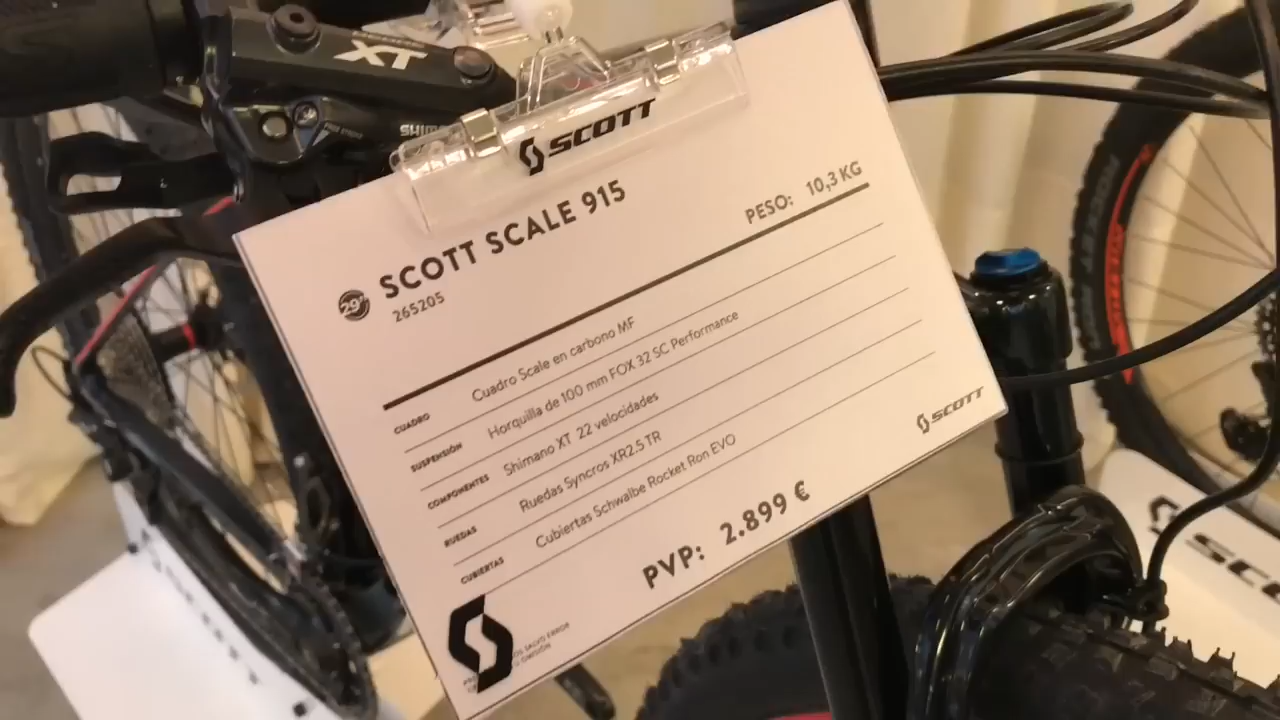 XT
SCOTT
29"
SCOTT SCALE 915
265205
PESO: 10,3 KG
CUADRO Cuadro Scale en carbono MF
SUSPENSIÓN Horquilla de 100 mm FOX 32 SC Performance
COMPONENTES Shimano XT 22 velocidades
RUEDAS Ruedas Syncros XR2.5 TR
CUBIERTAS Cubiertas Schwalbe Rocket Ron EVO
PVP: 2.899 €
SCOTT
SALVO ERROR